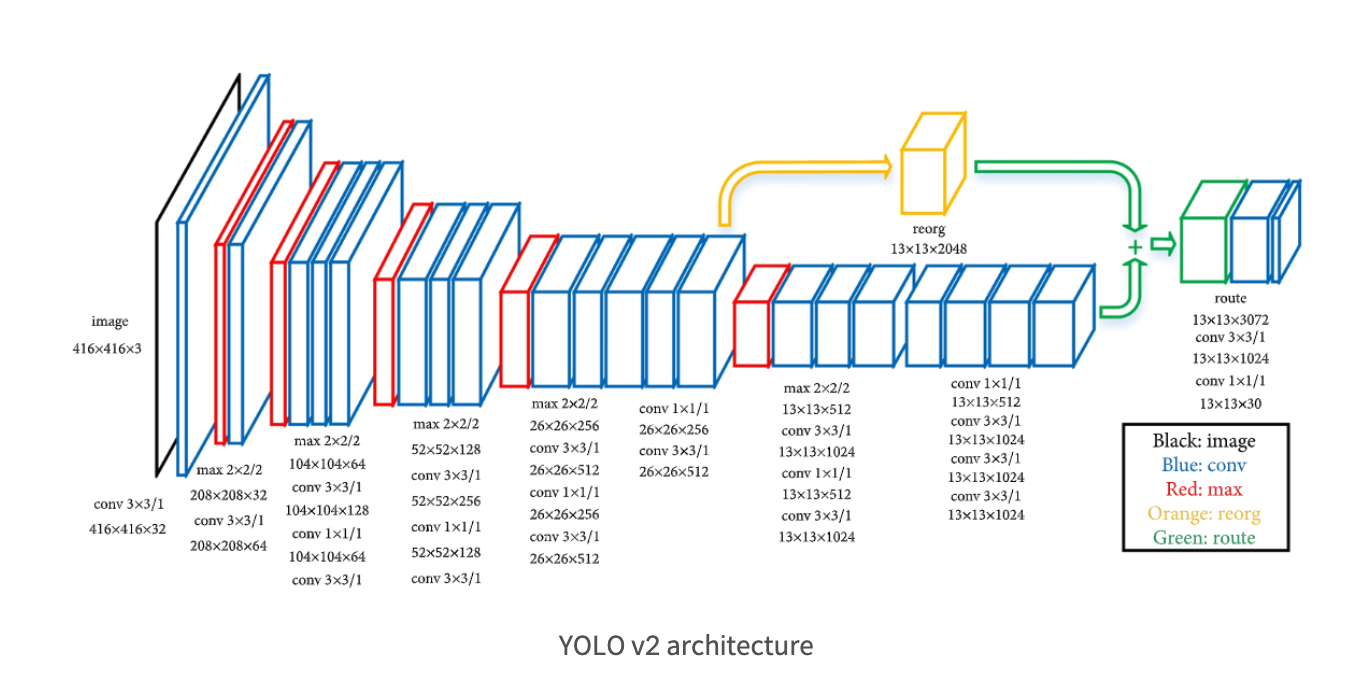 image
416×416×3
conv 3×3/1
416×416×32
max 2×2/2
208×208×32
conv 3×3/1
208×208×64
max 2×2/2
104×104×64
conv 3×3/1
104×104×128
conv 1×1/1
104×104×64
conv 3×3/1
max 2×2/2
52×52×128
conv 3×3/1
52×52×256
conv 1×1/1
52×52×128
conv 3×3/1
max 2×2/2
26×26×256
conv 3×3/1
26×26×512
conv 1×1/1
26×26×256
conv 3×3/1
26×26×512
conv 1×1/1
26×26×256
conv 3×3/1
26×26×512
reorg
13×13×2048
max 2×2/2
13×13×512
conv 3×3/1
13×13×1024
conv 1×1/1
13×13×512
conv 3×3/1
13×13×1024
conv 1×1/1
13×13×512
conv 3×3/1
13×13×1024
conv 3×3/1
13×13×1024
conv 3×3/1
13×13×1024
+
route
13×13×3072
conv 3×3/1
13×13×1024
conv 1×1/1
13×13×30
Black: image
Blue: conv
Red: max
Orange: reorg
Green: route
YOLO v2 architecture